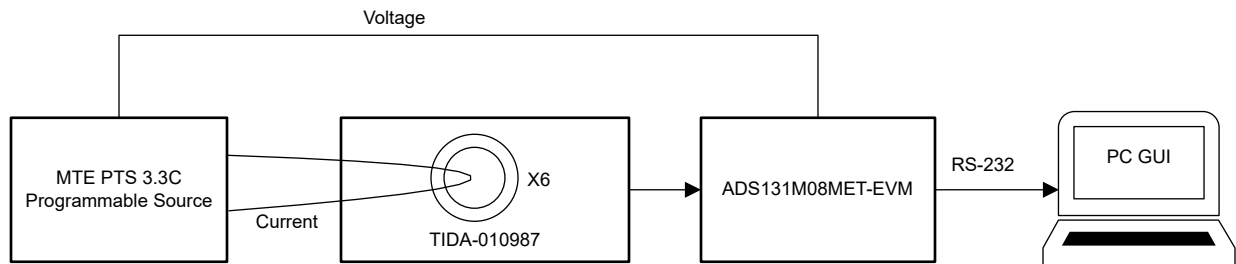 Voltage
MTE PTS 3.3C
Programmable Source
Current
X6
TIDA-010987
ADS131M08MET-EVM
RS-232
PC GUI